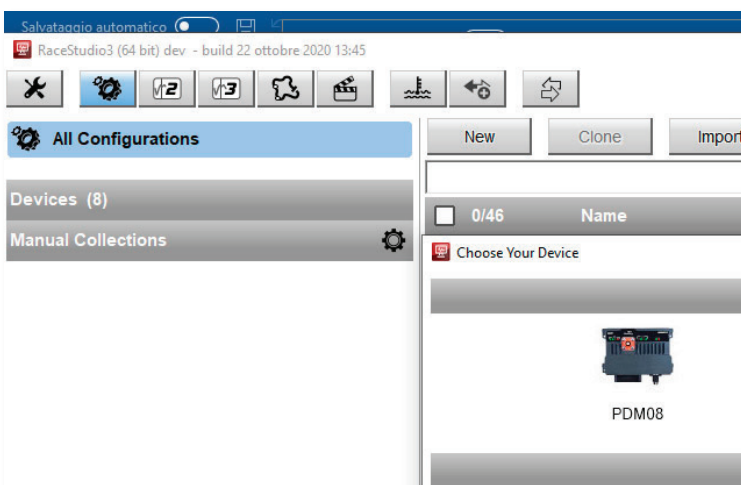 Salvataggio automatico
RaceStudio3 (64 bit) dev - build 22 ottobre 2020 13:45
All Configurations
New Clone Import
Devices (8)
0/46 Name
Manual Collections
Choose Your Device
PDM08